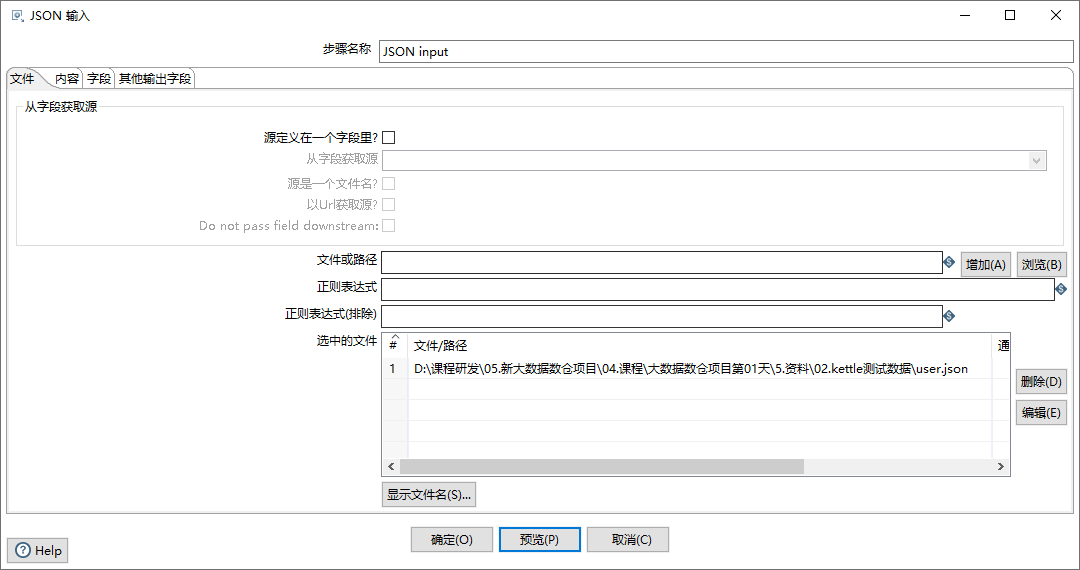 JSON 输入
步骤名称 JSON input
文件 内容 字段 其他输出字段
从字段获取源
源定义在一个字段里?
从字段获取源
源是一个文件名?
以Url获取源?
Do not pass field downstream:
文件或路径 增加(A) 浏览(B)
正则表达式
正则表达式(排除)
选中的文件 # 文件/路径 通
1 D:\课程研发\05.新大数据数仓项目\04.课程\大数据数仓项目第01天\5.资料\02.kettle测试数据\user.json
删除(D)
编辑(E)
显示文件名(S)...
确定(O) 预览(P) 取消(C)
Help